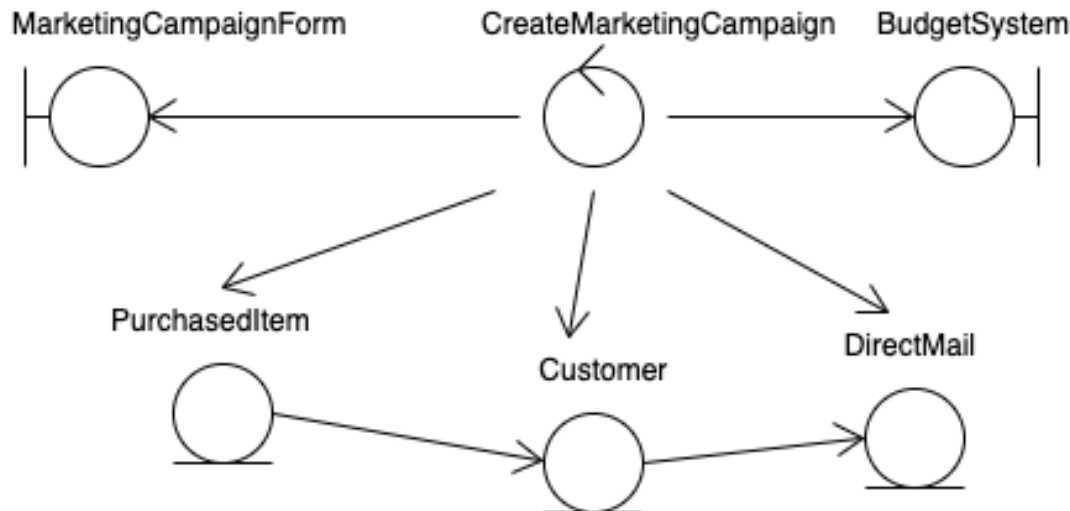 MarketingCampaignForm
CreateMarketingCampaign
BudgetSystem
PurchasedItem
Customer
DirectMail